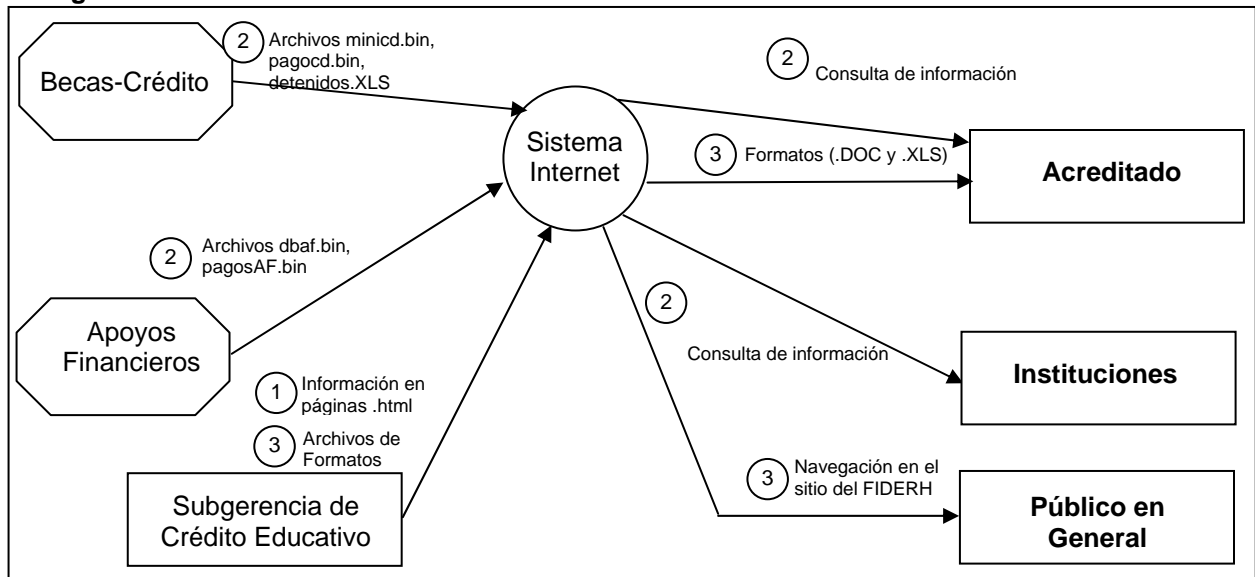 2
Archivos minicd.bin,
pagocd.bin,
detenidos.XLS
Becas-Crédito
2
Consulta de información
Sistema
Internet
3
Formatos (.DOC y .XLS)
Acreditado
2
Archivos dbaf.bin,
pagosAF.bin
Apoyos
Financieros
2
Consulta de información
Instituciones
1
Información en
páginas .html
3
Archivos de
Formatos
Subgerencia de
Crédito Educativo
3
Navegación en el
sitio del FIDERH
Público en
General